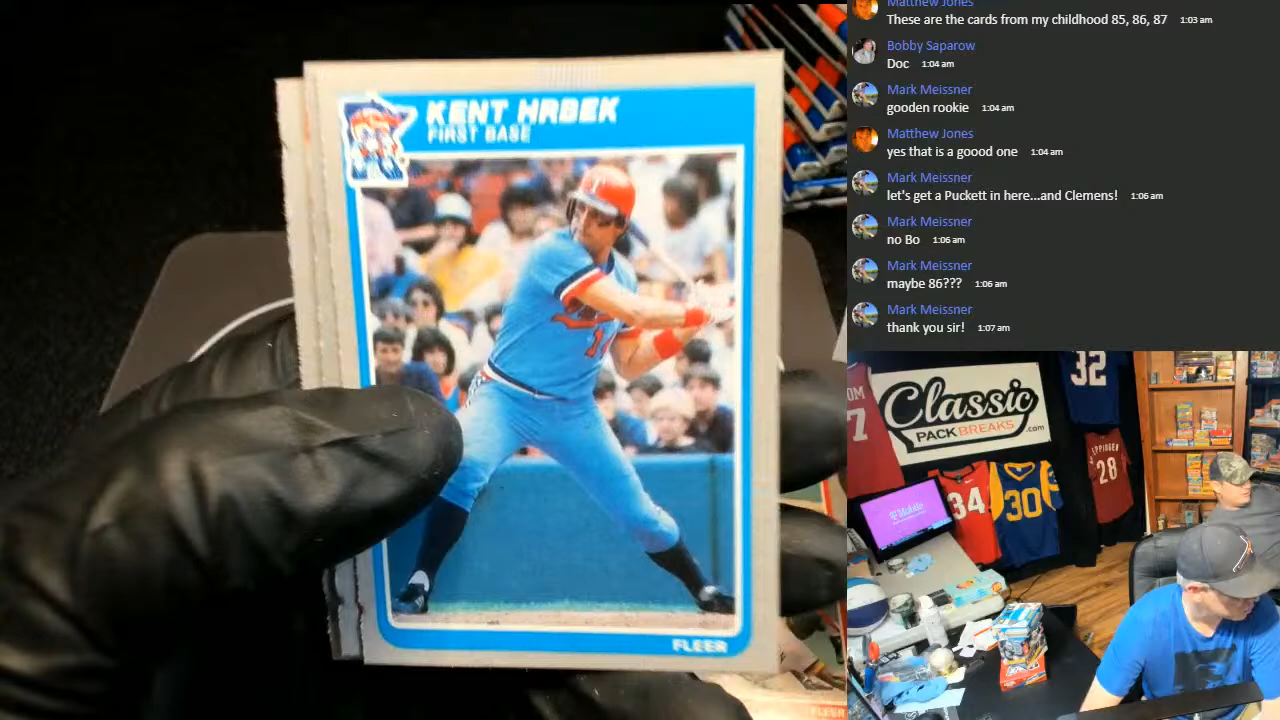 KENT HRBEK
FIRST BASE
FLEER
Matthew Jones
These are the cards from my childhood 85, 86, 87 1:03 am
Bobby Saparow
Doc 1:04 am
Mark Meissner
gooden rookie 1:04 am
Matthew Jones
yes that is a goood one 1:04 am
Mark Meissner
let's get a Puckett in here...and Clemens! 1:06 am
Mark Meissner
no Bo 1:06 am
Mark Meissner
maybe 86??? 1:06 am
Mark Meissner
thank you sir! 1:07 am
Classic
PACK BREAKS .com
32
7
34
30
28
T Mobile